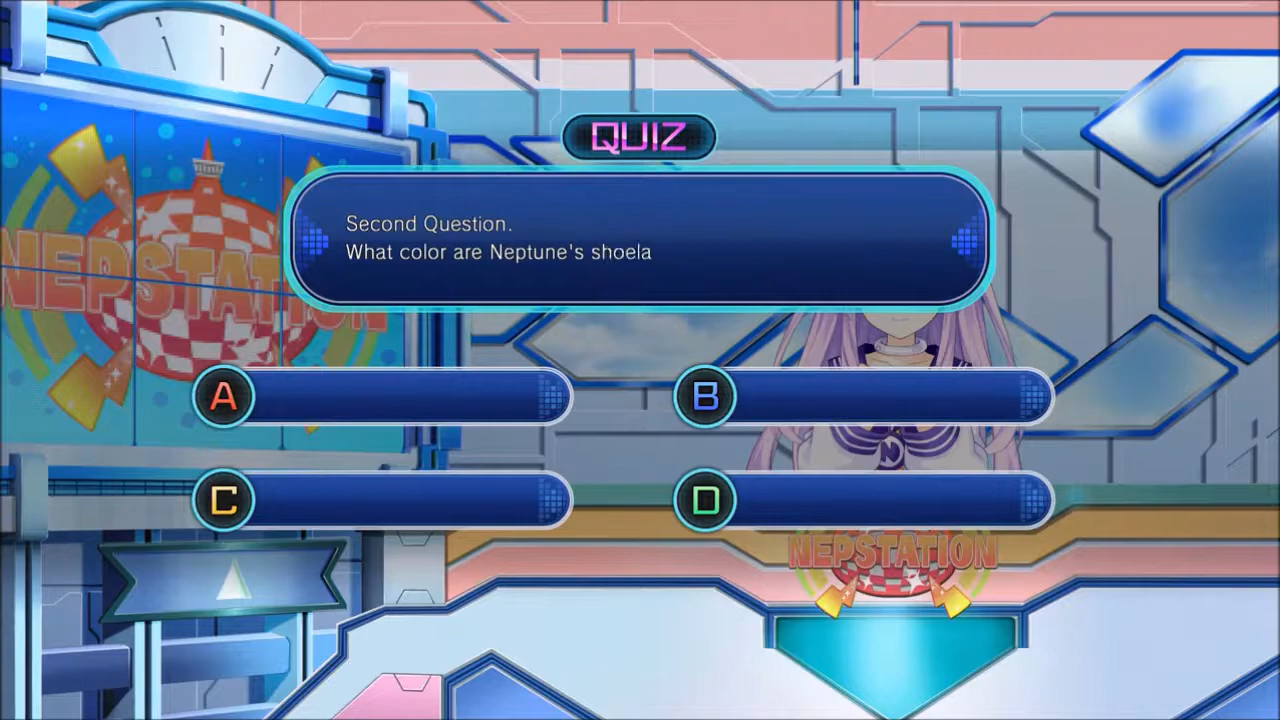 QUIZ
Second Question.
What color are Neptune's shoela
NEPSTATION
A
B
C
D
N
NEPSTATION